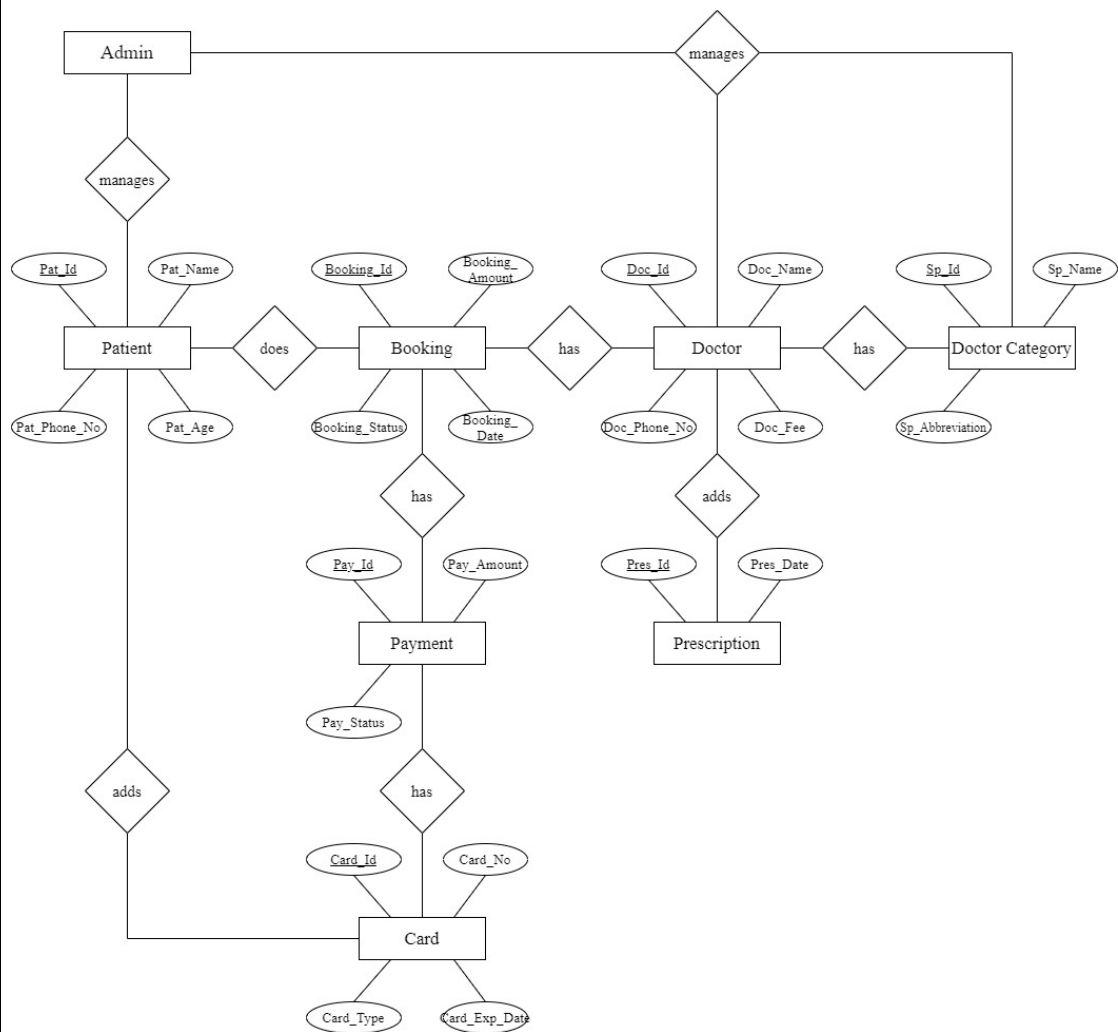 Admin
manages
manages
Pat_Id
Pat_Name
Booking_Id
Booking_
Amount
Doc_Id
Doc_Name
Sp_Id
Sp_Name
Patient
does
Booking
has
Doctor
has
Doctor Category
Pat_Phone_No
Pat_Age
Booking_Status
Booking_
Date
Doc_Phone_No
Doc_Fee
Sp_Abbreviation
has
adds
Pay_Id
Pay_Amount
Pres_Id
Pres_Date
Payment
Prescription
Pay_Status
adds
has
Card_Id
Card_No
Card
Card_Type
Card_Exp_Date